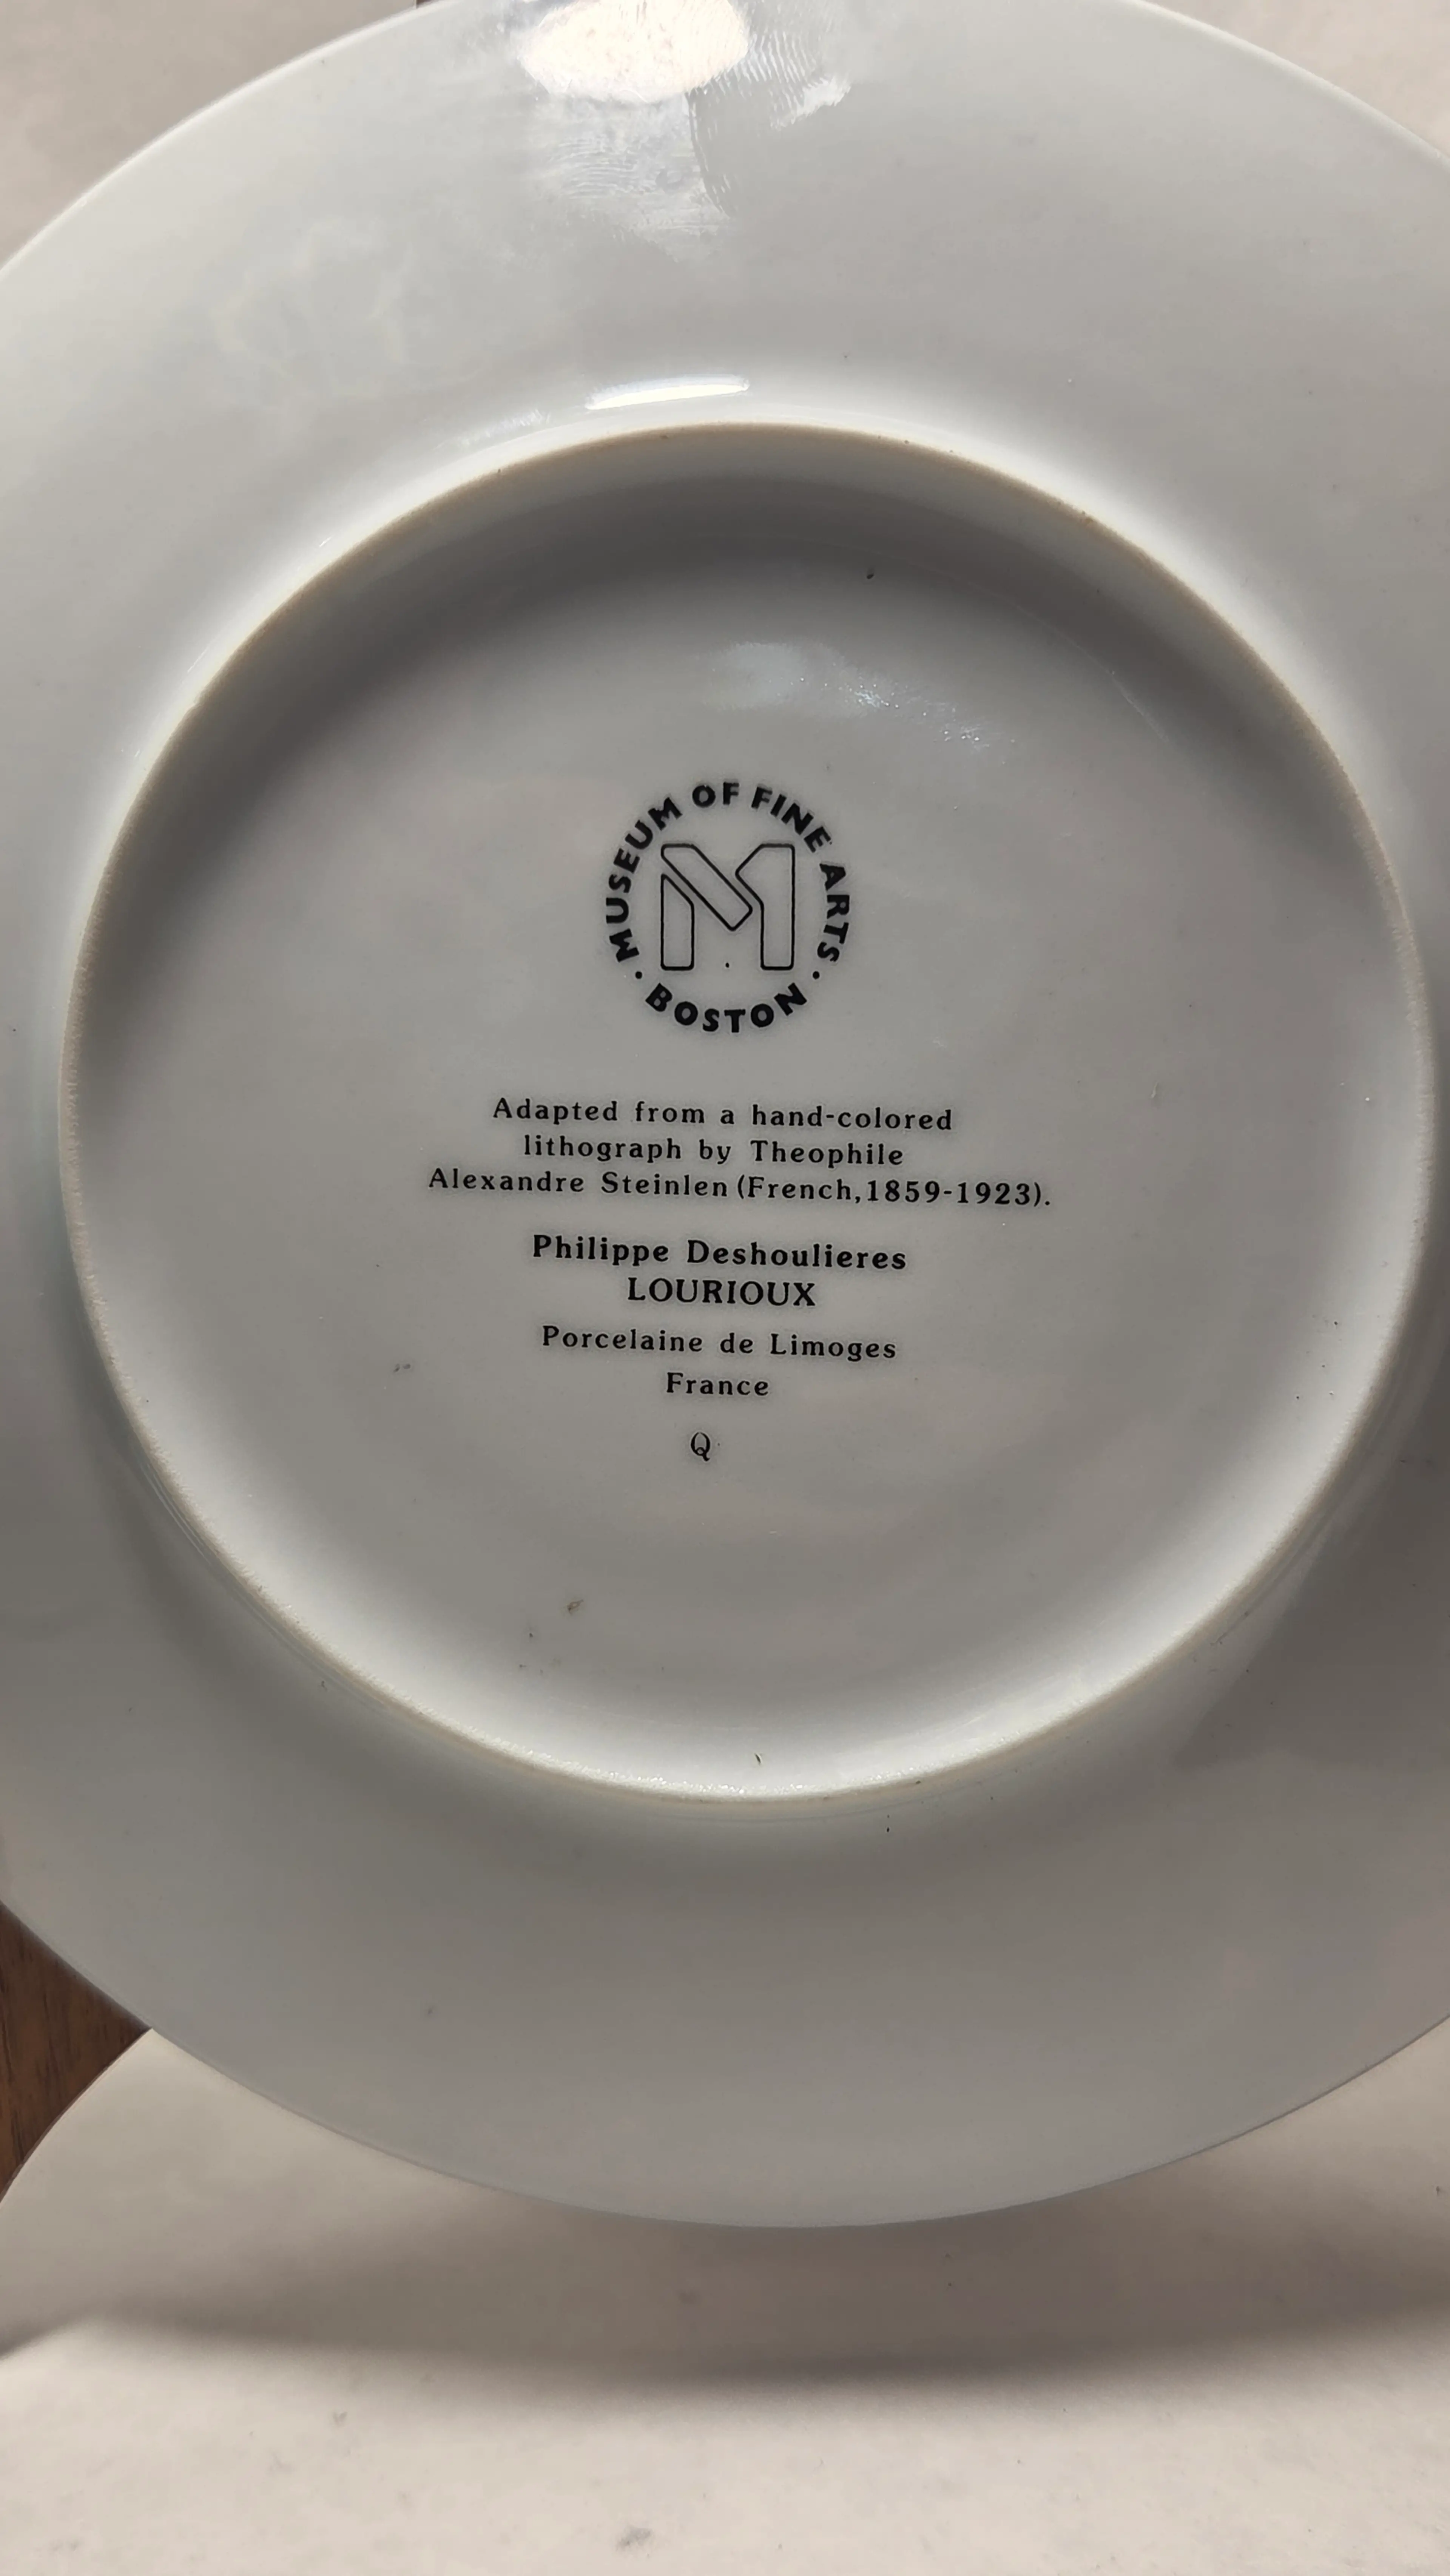 MUSEUM OF FINE ARTS · BOSTON ·
M
Adapted from a hand-colored
lithograph by Theophile
Alexandre Steinlen (French, 1859-1923).
Philippe Deshoulieres
LOURIOUX
Porcelaine de Limoges
France
Q